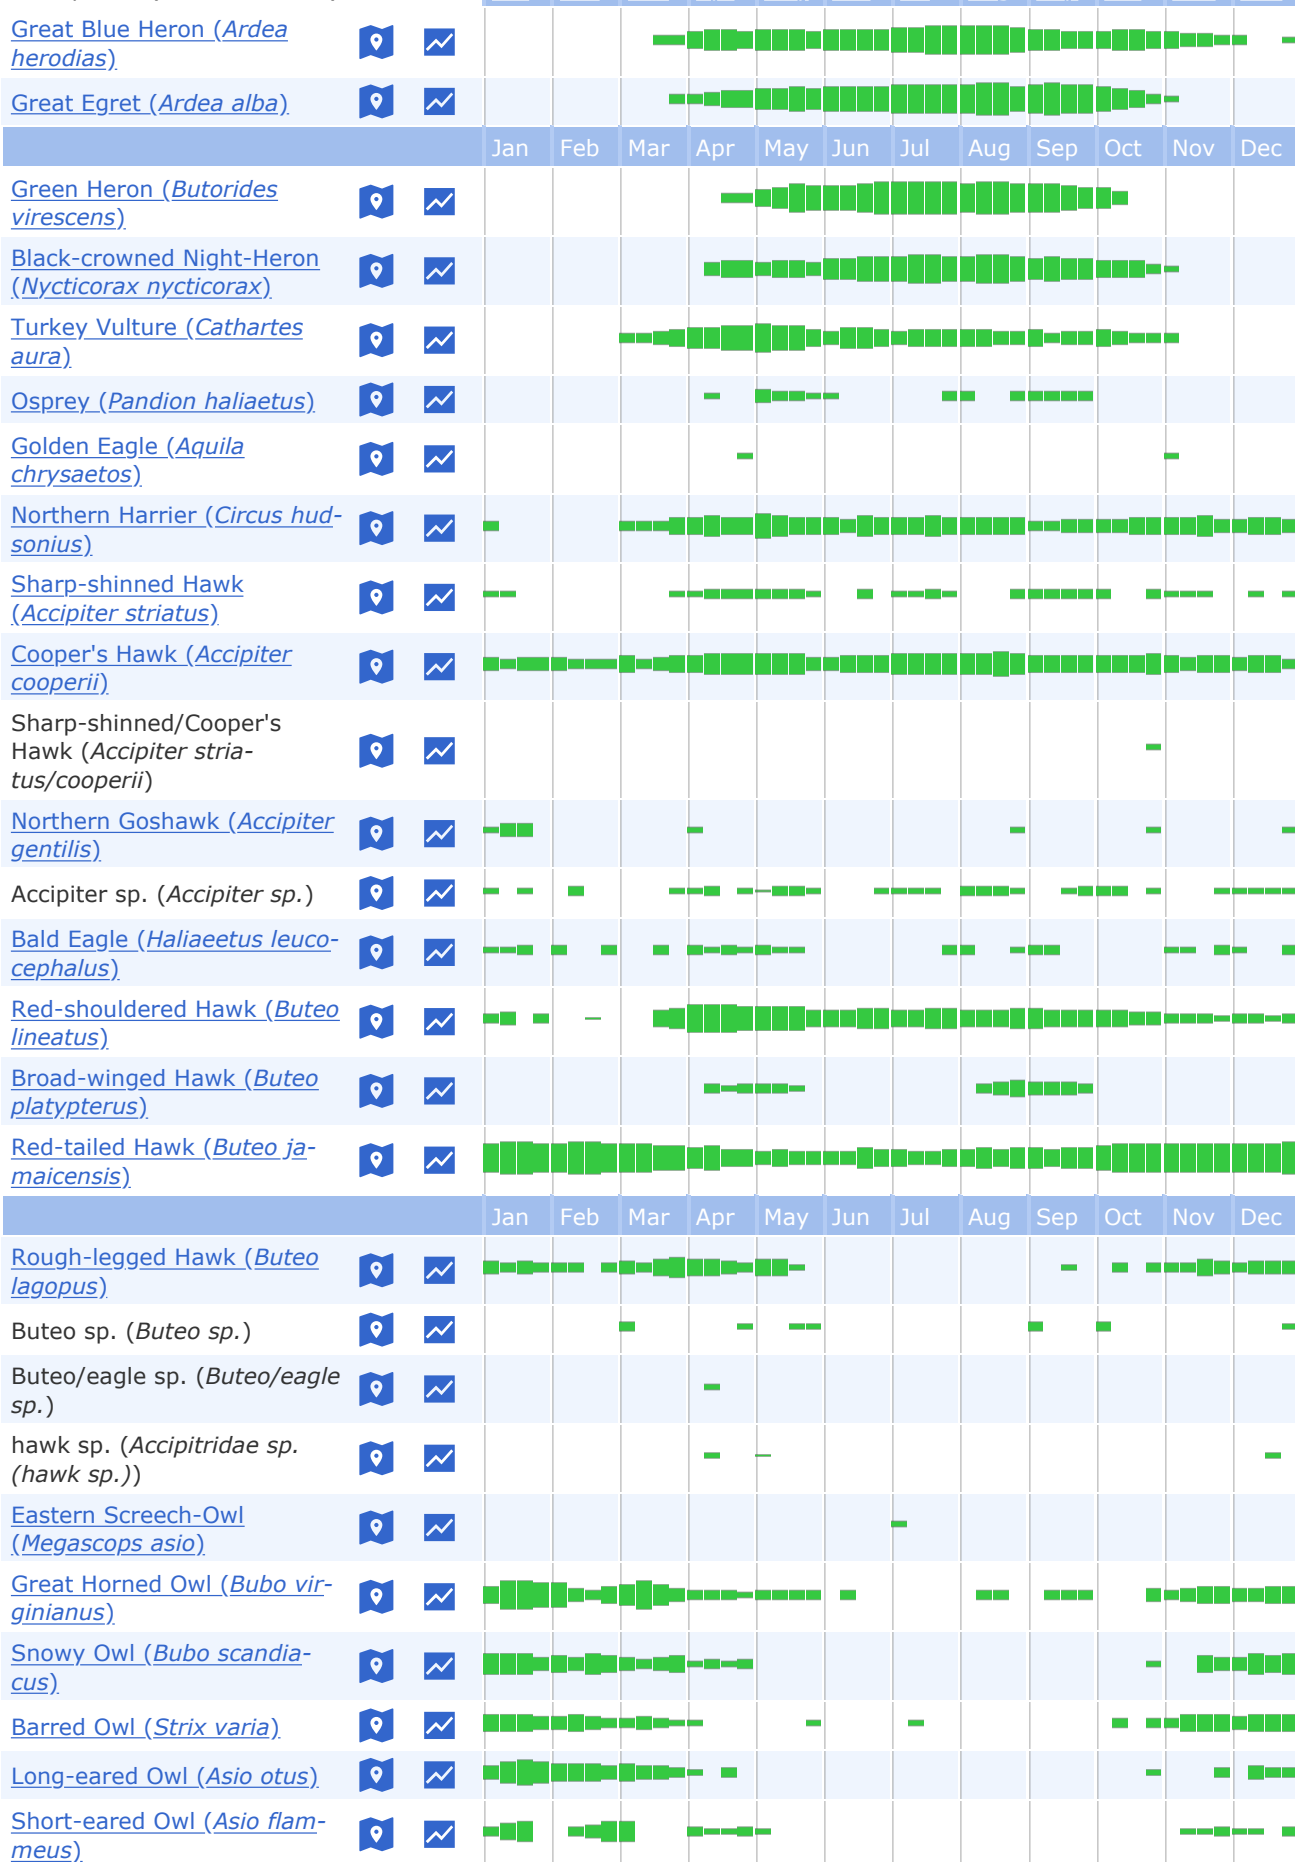 Great Blue Heron (Ardea
herodias)
Great Egret (Ardea alba)
Jan Feb Mar Apr May Jun Jul Aug Sep Oct Nov Dec
Green Heron (Butorides
virescens)
Black-crowned Night-Heron
(Nycticorax nycticorax)
Turkey Vulture (Cathartes
aura)
Osprey (Pandion haliaetus)
Golden Eagle (Aquila
chrysaetos)
Northern Harrier (Circus hud-
sonius)
Sharp-shinned Hawk
(Accipiter striatus)
Cooper's Hawk (Accipiter
cooperii)
Sharp-shinned/Cooper's
Hawk (Accipiter stria-
tus/cooperii)
Northern Goshawk (Accipiter
gentilis)
Accipiter sp. (Accipiter sp.)
Bald Eagle (Haliaeetus leuco-
cephalus)
Red-shouldered Hawk (Buteo
lineatus)
Broad-winged Hawk (Buteo
platypterus)
Red-tailed Hawk (Buteo ja-
maicensis)
Jan Feb Mar Apr May Jun Jul Aug Sep Oct Nov Dec
Rough-legged Hawk (Buteo
lagopus)
Buteo sp. (Buteo sp.)
Buteo/eagle sp. (Buteo/eagle
sp.)
hawk sp. (Accipitridae sp.
(hawk sp.))
Eastern Screech-Owl
(Megascops asio)
Great Horned Owl (Bubo vir-
ginianus)
Snowy Owl (Bubo scandia-
cus)
Barred Owl (Strix varia)
Long-eared Owl (Asio otus)
Short-eared Owl (Asio flam-
meus)